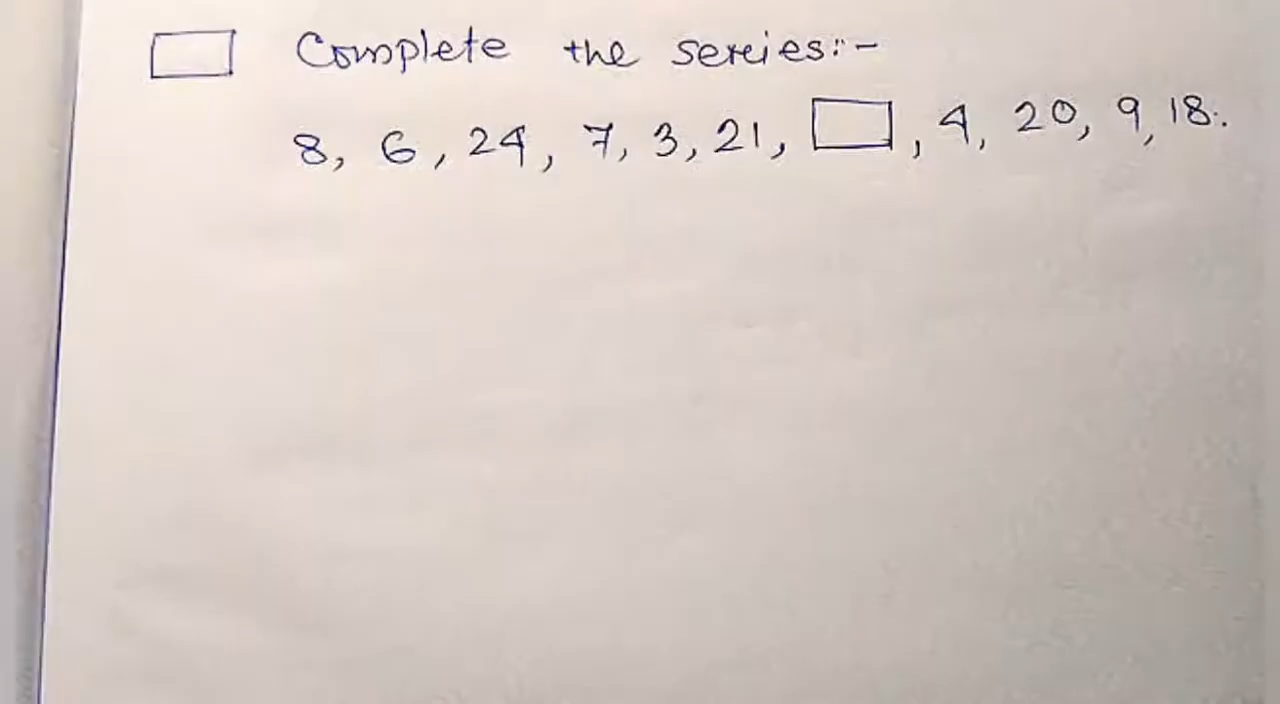 Complete the series:-
8, 6, 24, 7, 3, 21, , 4, 20, 9, 18.